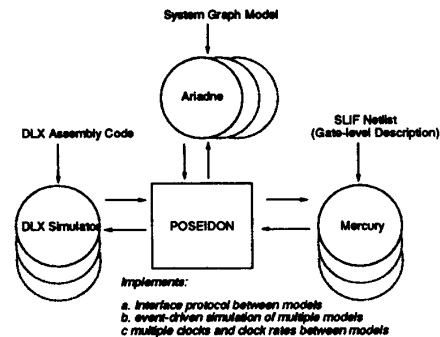 System Graph Model
Ariadne
SLIF Netlist
(Gate-level Description)
DLX Assembly Code
DLX Simulator
POSEIDON
Mercury
Implements:
a. Interface protocol between models
b. event-driven simulation of multiple models
c multiple clocks and clock rates between models